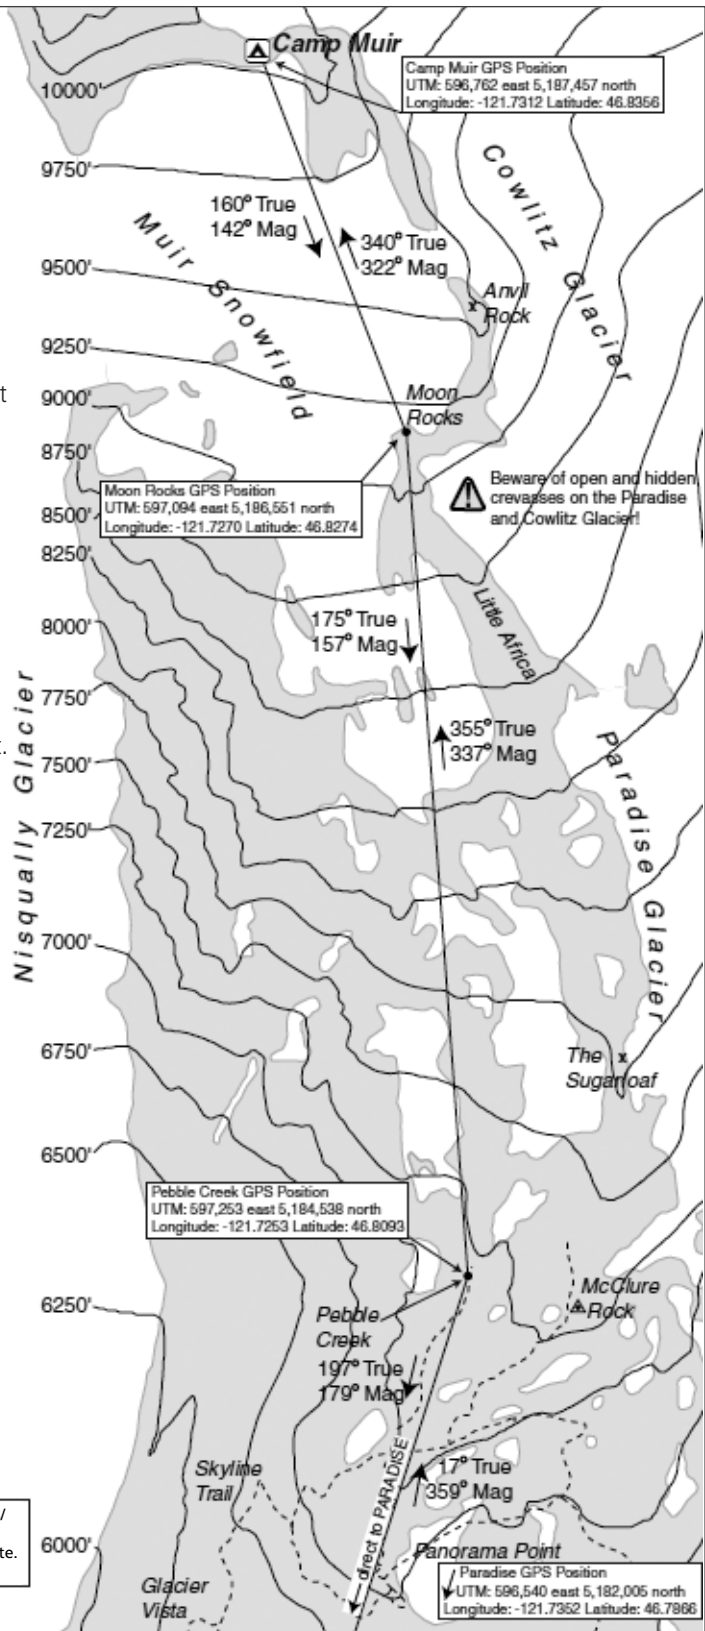 Camp Muir
Camp Muir GPS Position
UTM: 596,762 east 5,187,457 north
Longitude: -121.7312 Latitude: 46.8356
10000'
9750'
Cowlitz Glacier
160° True
142° Mag
Muir Snowfield
340° True
322° Mag
9500'
Anvil
Rock
9250'
t
9000'
Moon
Rocks
8750'
Beware of open and hidden
crevasses on the Paradise
and Cowlitz Glacier!
Moon Rocks GPS Position
UTM: 597,094 east 5,186,551 north
Longitude: -121.7270 Latitude: 46.8274
8500'
8250'
Little Africa
175° True
157° Mag
8000'
7750'
Nisqually Glacier
355° True
337° Mag
Paradise Glacier
t.
7500'
7250'
7000'
6750'
The
Sugarloaf
6500'
Pebble Creek GPS Position
UTM: 597,253 east 5,184,538 north
Longitude: -121.7253 Latitude: 46.8093
McClure
Rock
6250'
Pebble
Creek
197° True
179° Mag
direct to PARADISE
Skyline
Trail
17° True
359° Mag
/
te.
6000'
Panorama Point
Paradise GPS Position
UTM: 596,540 east 5,182,005 north
Longitude: -121.7352 Latitude: 46.7866
Glacier
Vista